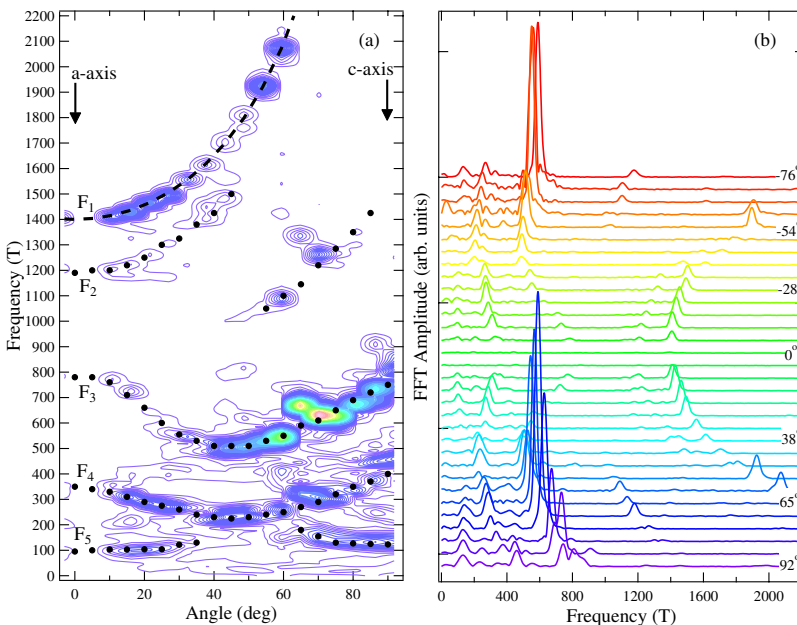 (a)
a-axis
c-axis
F1
F2
F3
F4
F5
2200
2100
2000
1900
1800
1700
1600
1500
1400
1300
1200
1100
1000
900
800
700
600
500
400
300
200
100
0
Frequency (T)
0 20 40 60 80
Angle (deg)
(b)
-76°
-54°
-28
0°
38°
65°
92°
FFT Amplitude (arb. units)
0 400 800 1200 1600 2000
Frequency (T)